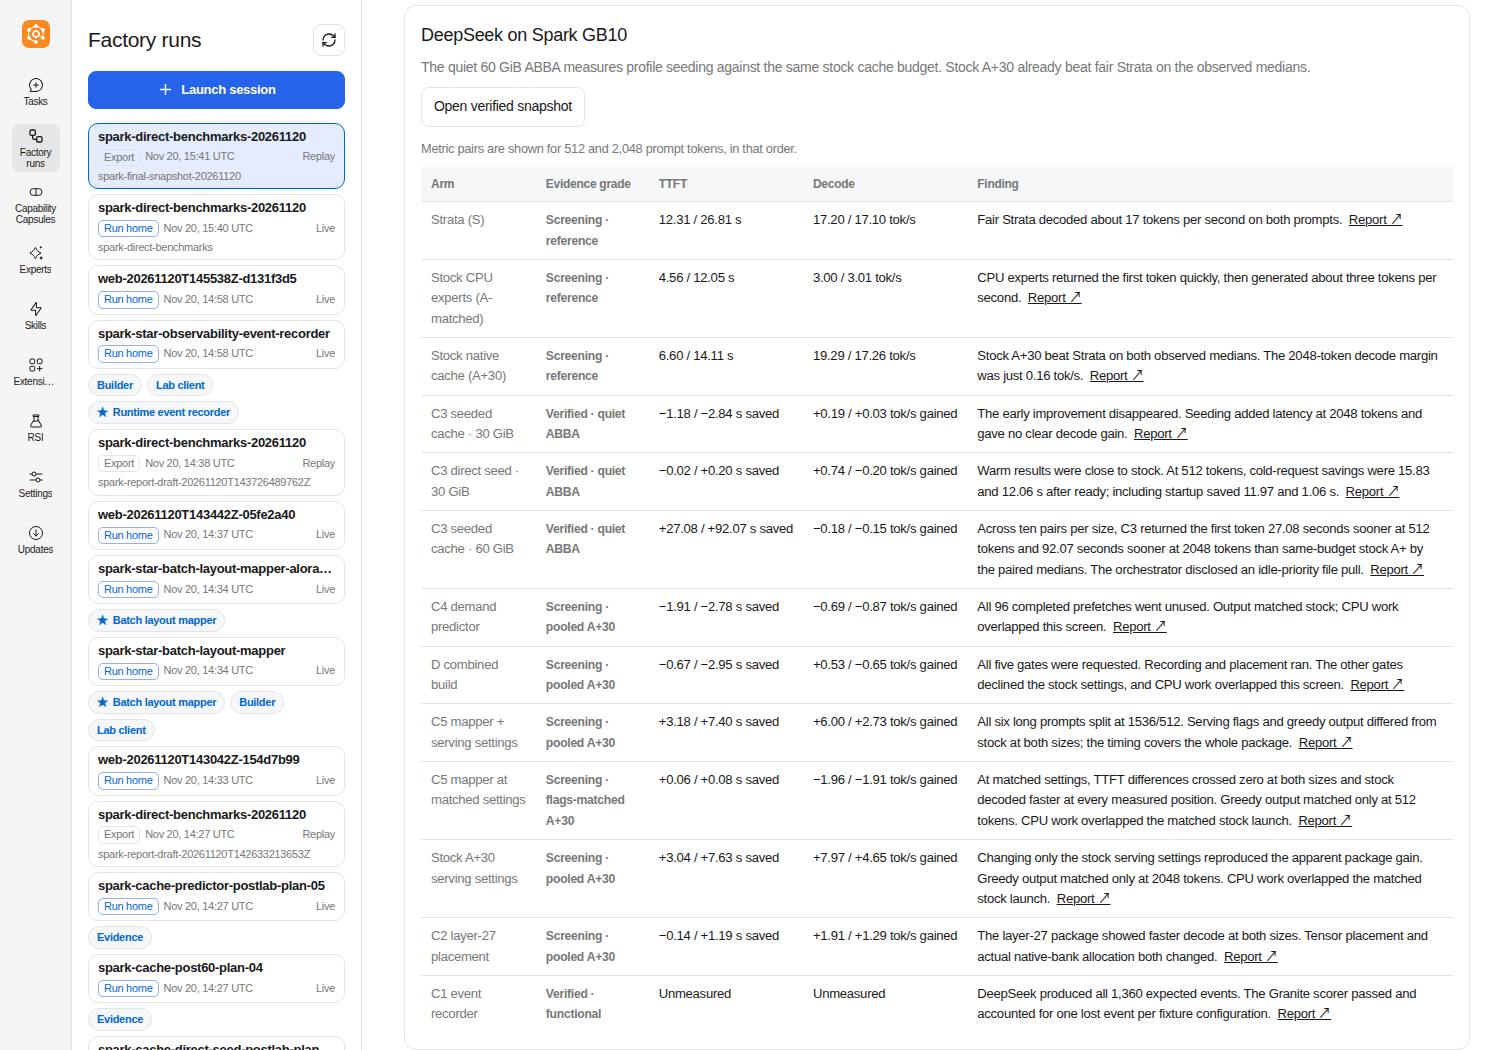 Tasks
Factory
runs
Capability
Capsules
Experts
Skills
Extensi…
RSI
Settings
Updates
Factory runs
Launch session
spark-direct-benchmarks-20261120
Export Nov 20, 15:41 UTC Replay
spark-final-snapshot-20261120
spark-direct-benchmarks-20261120
Run home Nov 20, 15:40 UTC Live
spark-direct-benchmarks
web-20261120T145538Z-d131f3d5
Run home Nov 20, 14:58 UTC Live
spark-star-observability-event-recorder
Run home Nov 20, 14:58 UTC Live
Builder Lab client
★ Runtime event recorder
spark-direct-benchmarks-20261120
Export Nov 20, 14:38 UTC Replay
spark-report-draft-20261120T143726489762Z
web-20261120T143442Z-05fe2a40
Run home Nov 20, 14:37 UTC Live
spark-star-batch-layout-mapper-alora…
Run home Nov 20, 14:34 UTC Live
★ Batch layout mapper
spark-star-batch-layout-mapper
Run home Nov 20, 14:34 UTC Live
★ Batch layout mapper Builder
Lab client
web-20261120T143042Z-154d7b99
Run home Nov 20, 14:33 UTC Live
spark-direct-benchmarks-20261120
Export Nov 20, 14:27 UTC Replay
spark-report-draft-20261120T142633213653Z
spark-cache-predictor-postlab-plan-05
Run home Nov 20, 14:27 UTC Live
Evidence
spark-cache-post60-plan-04
Run home Nov 20, 14:27 UTC Live
Evidence
spark-cache-direct-seed-postlab-plan
DeepSeek on Spark GB10
The quiet 60 GiB ABBA measures profile seeding against the same stock cache budget. Stock A+30 already beat fair Strata on the observed medians.
Open verified snapshot
Metric pairs are shown for 512 and 2,048 prompt tokens, in that order.
Arm Evidence grade TTFT Decode Finding
Strata (S) Screening · 12.31 / 26.81 s 17.20 / 17.10 tok/s Fair Strata decoded about 17 tokens per second on both prompts. Report ↗
reference
Stock CPU Screening · 4.56 / 12.05 s 3.00 / 3.01 tok/s CPU experts returned the first token quickly, then generated about three tokens per
experts (A- reference second. Report ↗
matched)
Stock native Screening · 6.60 / 14.11 s 19.29 / 17.26 tok/s Stock A+30 beat Strata on both observed medians. The 2048-token decode margin
cache (A+30) reference was just 0.16 tok/s. Report ↗
C3 seeded Verified · quiet −1.18 / −2.84 s saved +0.19 / +0.03 tok/s gained The early improvement disappeared. Seeding added latency at 2048 tokens and
cache · 30 GiB ABBA gave no clear decode gain. Report ↗
C3 direct seed · Verified · quiet −0.02 / +0.20 s saved +0.74 / −0.20 tok/s gained Warm results were close to stock. At 512 tokens, cold-request savings were 15.83
30 GiB ABBA and 12.06 s after ready; including startup saved 11.97 and 1.06 s. Report ↗
C3 seeded Verified · quiet +27.08 / +92.07 s saved −0.18 / −0.15 tok/s gained Across ten pairs per size, C3 returned the first token 27.08 seconds sooner at 512
cache · 60 GiB ABBA tokens and 92.07 seconds sooner at 2048 tokens than same-budget stock A+ by
the paired medians. The orchestrator disclosed an idle-priority file pull. Report ↗
C4 demand Screening · −1.91 / −2.78 s saved −0.69 / −0.87 tok/s gained All 96 completed prefetches went unused. Output matched stock; CPU work
predictor pooled A+30 overlapped this screen. Report ↗
D combined Screening · −0.67 / −2.95 s saved +0.53 / −0.65 tok/s gained All five gates were requested. Recording and placement ran. The other gates
build pooled A+30 declined the stock settings, and CPU work overlapped this screen. Report ↗
C5 mapper + Screening · +3.18 / +7.40 s saved +6.00 / +2.73 tok/s gained All six long prompts split at 1536/512. Serving flags and greedy output differed from
serving settings pooled A+30 stock at both sizes; the timing covers the whole package. Report ↗
C5 mapper at Screening · +0.06 / +0.08 s saved −1.96 / −1.91 tok/s gained At matched settings, TTFT differences crossed zero at both sizes and stock
matched settings flags-matched decoded faster at every measured position. Greedy output matched only at 512
A+30 tokens. CPU work overlapped the matched stock launch. Report ↗
Stock A+30 Screening · +3.04 / +7.63 s saved +7.97 / +4.65 tok/s gained Changing only the stock serving settings reproduced the apparent package gain.
serving settings pooled A+30 Greedy output matched only at 2048 tokens. CPU work overlapped the matched
stock launch. Report ↗
C2 layer-27 Screening · −0.14 / +1.19 s saved +1.91 / +1.29 tok/s gained The layer-27 package showed faster decode at both sizes. Tensor placement and
placement pooled A+30 actual native-bank allocation both changed. Report ↗
C1 event Verified · Unmeasured Unmeasured DeepSeek produced all 1,360 expected events. The Granite scorer passed and
recorder functional accounted for one lost event per fixture configuration. Report ↗